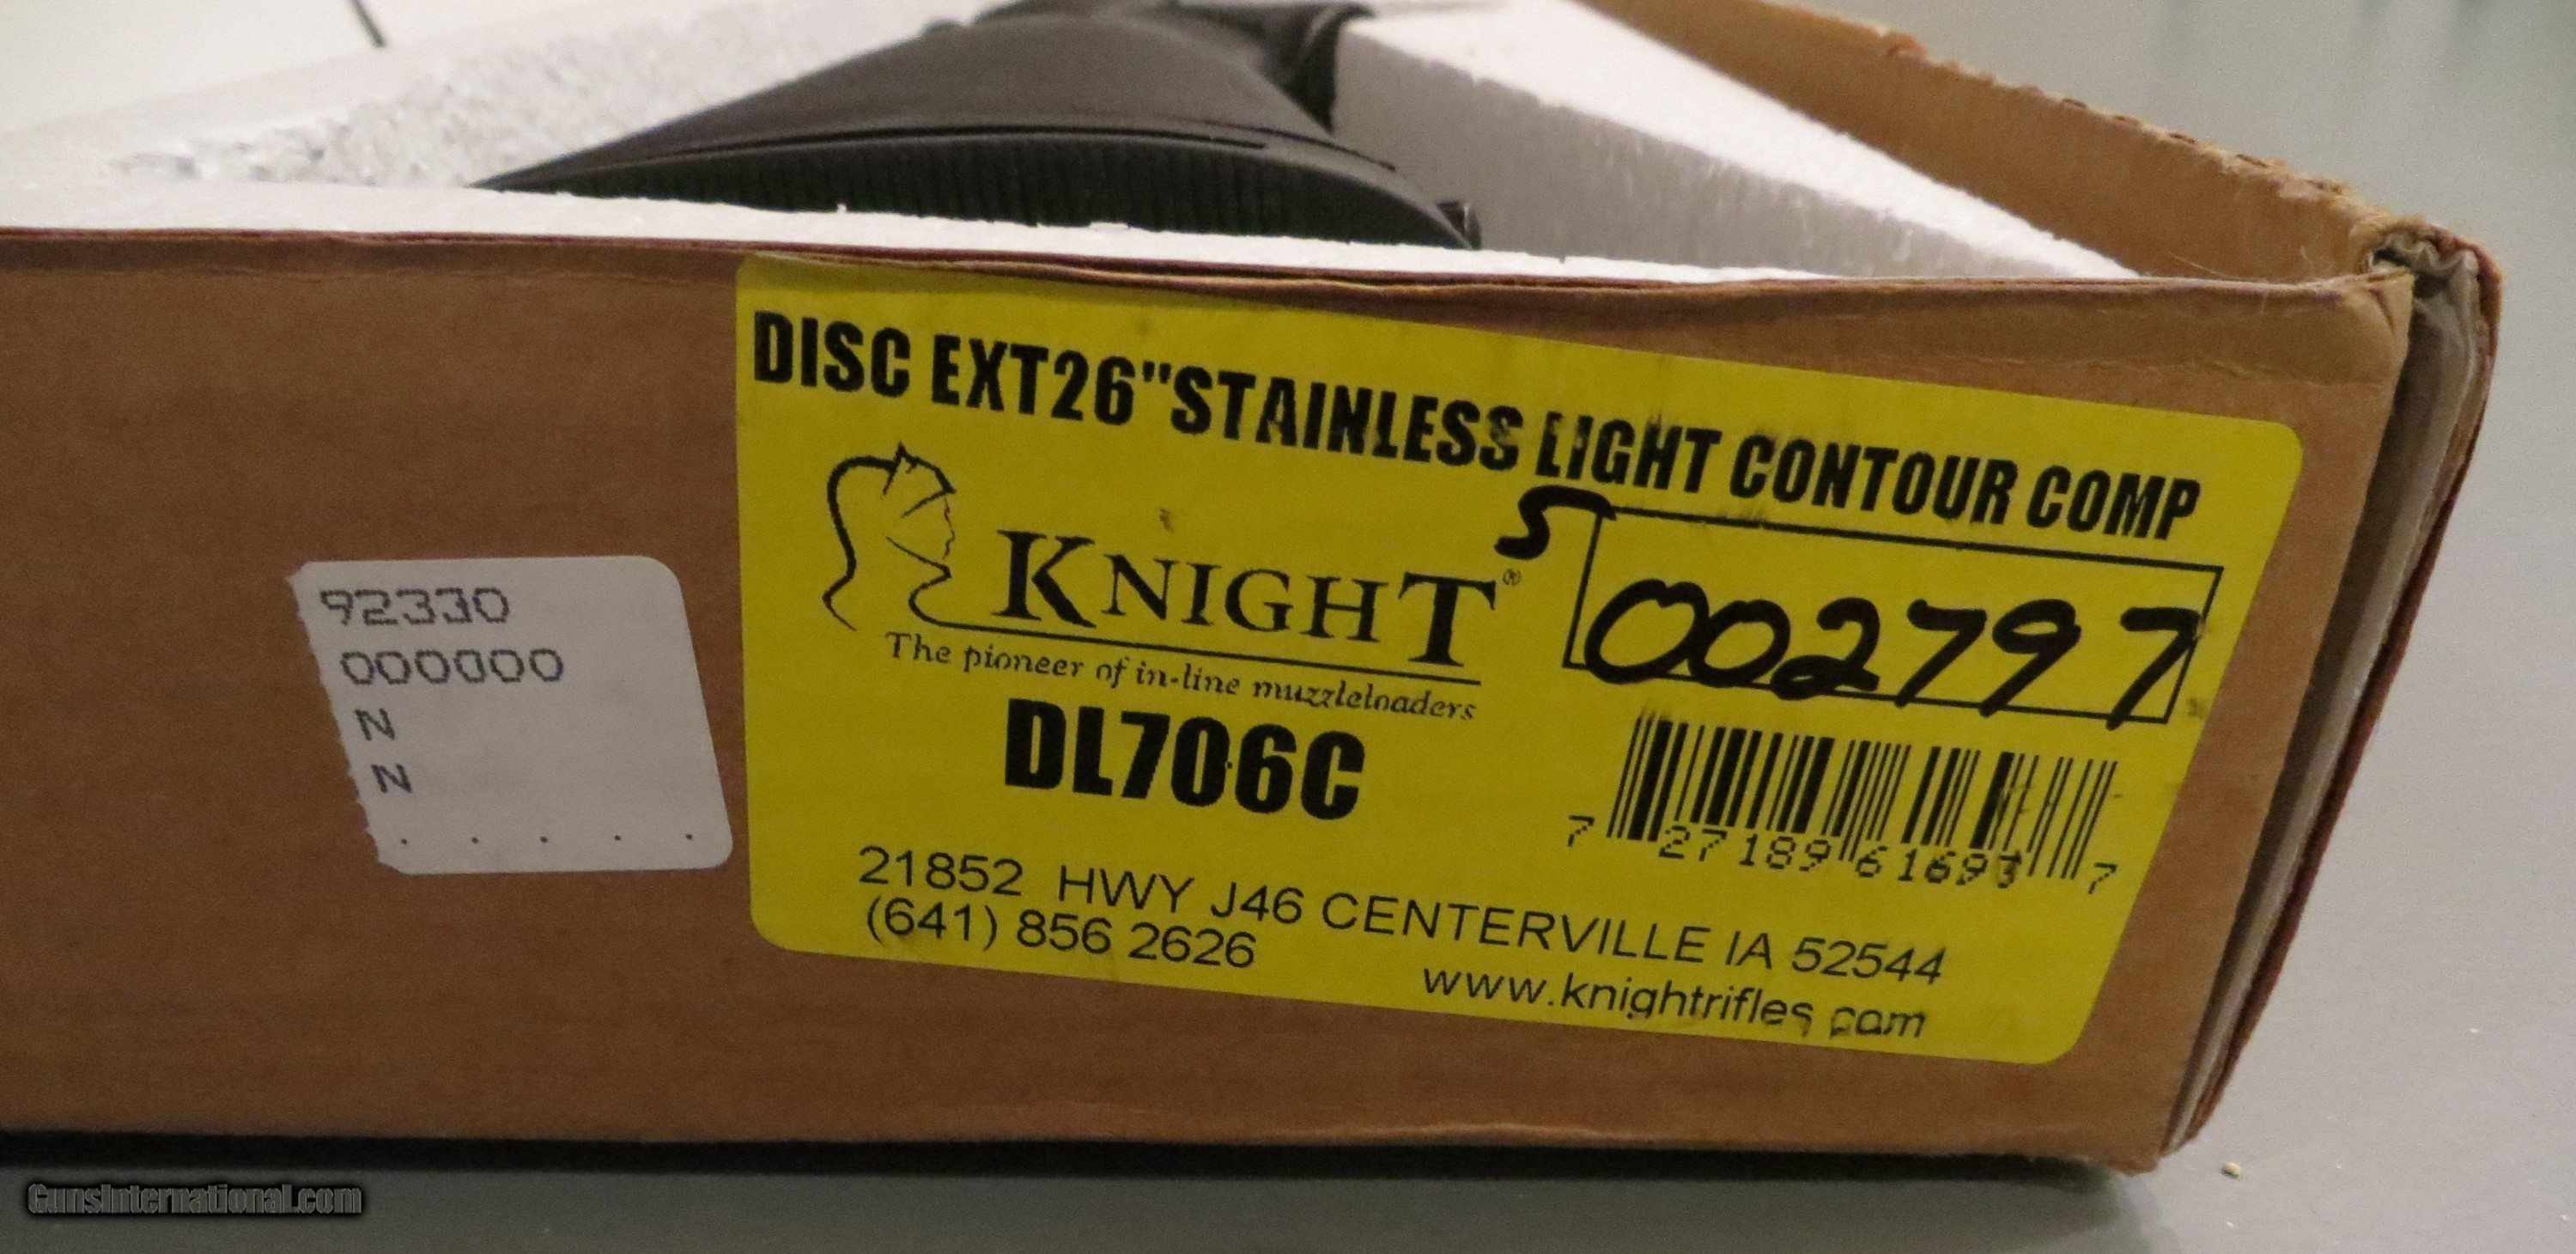 DISC EXT26"STAINLESS LIGHT CONTOUR COMP
KNIGHT®
The pioneer of in-line muzzleloaders
S
002797
DL706C
7 27189 61693 7
21852 HWY J46 CENTERVILLE IA 52544
(641) 856 2626
www.knightrifles.com
92330
000000
N
N
. . . . .
GunsInternational.com